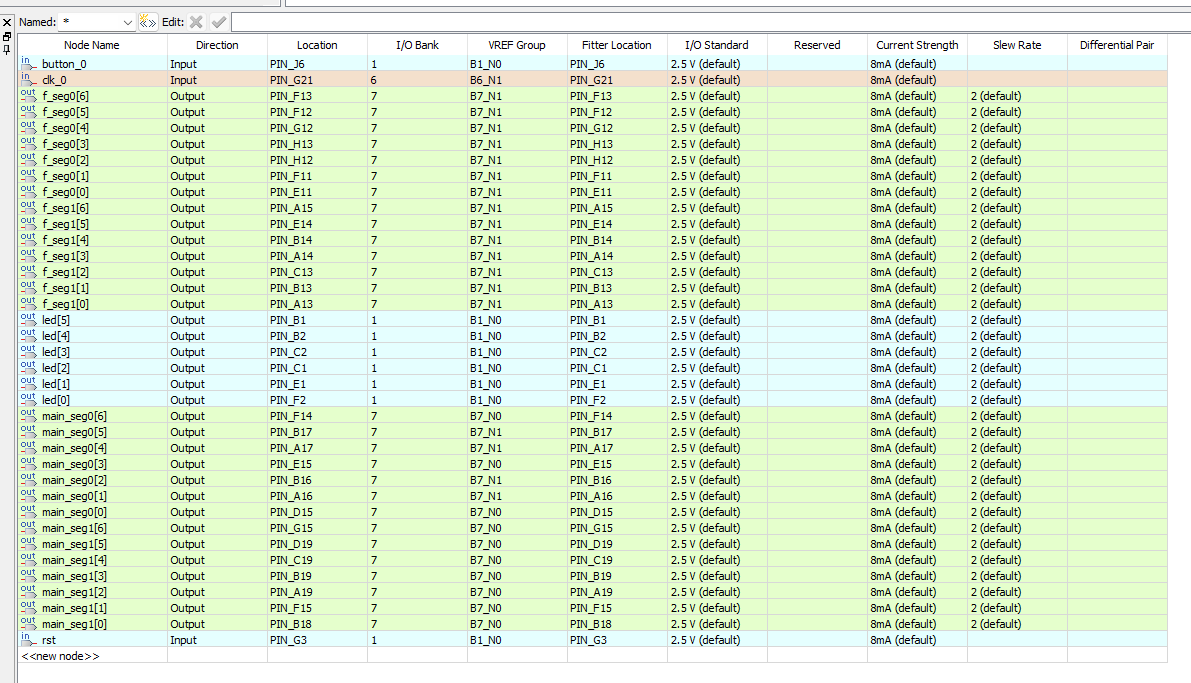 Named: * «» Edit:
Node Name Direction Location I/O Bank VREF Group Fitter Location I/O Standard Reserved Current Strength Slew Rate Differential Pair
in button_0 Input PIN_J6 1 B1_N0 PIN_J6 2.5 V (default) 8mA (default)
in clk_0 Input PIN_G21 6 B6_N1 PIN_G21 2.5 V (default) 8mA (default)
out f_seg0[6] Output PIN_F13 7 B7_N1 PIN_F13 2.5 V (default) 8mA (default) 2 (default)
out f_seg0[5] Output PIN_F12 7 B7_N1 PIN_F12 2.5 V (default) 8mA (default) 2 (default)
out f_seg0[4] Output PIN_G12 7 B7_N1 PIN_G12 2.5 V (default) 8mA (default) 2 (default)
out f_seg0[3] Output PIN_H13 7 B7_N1 PIN_H13 2.5 V (default) 8mA (default) 2 (default)
out f_seg0[2] Output PIN_H12 7 B7_N1 PIN_H12 2.5 V (default) 8mA (default) 2 (default)
out f_seg0[1] Output PIN_F11 7 B7_N1 PIN_F11 2.5 V (default) 8mA (default) 2 (default)
out f_seg0[0] Output PIN_E11 7 B7_N1 PIN_E11 2.5 V (default) 8mA (default) 2 (default)
out f_seg1[6] Output PIN_A15 7 B7_N1 PIN_A15 2.5 V (default) 8mA (default) 2 (default)
out f_seg1[5] Output PIN_E14 7 B7_N1 PIN_E14 2.5 V (default) 8mA (default) 2 (default)
out f_seg1[4] Output PIN_B14 7 B7_N1 PIN_B14 2.5 V (default) 8mA (default) 2 (default)
out f_seg1[3] Output PIN_A14 7 B7_N1 PIN_A14 2.5 V (default) 8mA (default) 2 (default)
out f_seg1[2] Output PIN_C13 7 B7_N1 PIN_C13 2.5 V (default) 8mA (default) 2 (default)
out f_seg1[1] Output PIN_B13 7 B7_N1 PIN_B13 2.5 V (default) 8mA (default) 2 (default)
out f_seg1[0] Output PIN_A13 7 B7_N1 PIN_A13 2.5 V (default) 8mA (default) 2 (default)
out led[5] Output PIN_B1 1 B1_N0 PIN_B1 2.5 V (default) 8mA (default) 2 (default)
out led[4] Output PIN_B2 1 B1_N0 PIN_B2 2.5 V (default) 8mA (default) 2 (default)
out led[3] Output PIN_C2 1 B1_N0 PIN_C2 2.5 V (default) 8mA (default) 2 (default)
out led[2] Output PIN_C1 1 B1_N0 PIN_C1 2.5 V (default) 8mA (default) 2 (default)
out led[1] Output PIN_E1 1 B1_N0 PIN_E1 2.5 V (default) 8mA (default) 2 (default)
out led[0] Output PIN_F2 1 B1_N0 PIN_F2 2.5 V (default) 8mA (default) 2 (default)
out main_seg0[6] Output PIN_F14 7 B7_N0 PIN_F14 2.5 V (default) 8mA (default) 2 (default)
out main_seg0[5] Output PIN_B17 7 B7_N1 PIN_B17 2.5 V (default) 8mA (default) 2 (default)
out main_seg0[4] Output PIN_A17 7 B7_N1 PIN_A17 2.5 V (default) 8mA (default) 2 (default)
out main_seg0[3] Output PIN_E15 7 B7_N0 PIN_E15 2.5 V (default) 8mA (default) 2 (default)
out main_seg0[2] Output PIN_B16 7 B7_N1 PIN_B16 2.5 V (default) 8mA (default) 2 (default)
out main_seg0[1] Output PIN_A16 7 B7_N1 PIN_A16 2.5 V (default) 8mA (default) 2 (default)
out main_seg0[0] Output PIN_D15 7 B7_N0 PIN_D15 2.5 V (default) 8mA (default) 2 (default)
out main_seg1[6] Output PIN_G15 7 B7_N0 PIN_G15 2.5 V (default) 8mA (default) 2 (default)
out main_seg1[5] Output PIN_D19 7 B7_N0 PIN_D19 2.5 V (default) 8mA (default) 2 (default)
out main_seg1[4] Output PIN_C19 7 B7_N0 PIN_C19 2.5 V (default) 8mA (default) 2 (default)
out main_seg1[3] Output PIN_B19 7 B7_N0 PIN_B19 2.5 V (default) 8mA (default) 2 (default)
out main_seg1[2] Output PIN_A19 7 B7_N0 PIN_A19 2.5 V (default) 8mA (default) 2 (default)
out main_seg1[1] Output PIN_F15 7 B7_N0 PIN_F15 2.5 V (default) 8mA (default) 2 (default)
out main_seg1[0] Output PIN_B18 7 B7_N0 PIN_B18 2.5 V (default) 8mA (default) 2 (default)
in rst Input PIN_G3 1 B1_N0 PIN_G3 2.5 V (default) 8mA (default)
<<new node>>